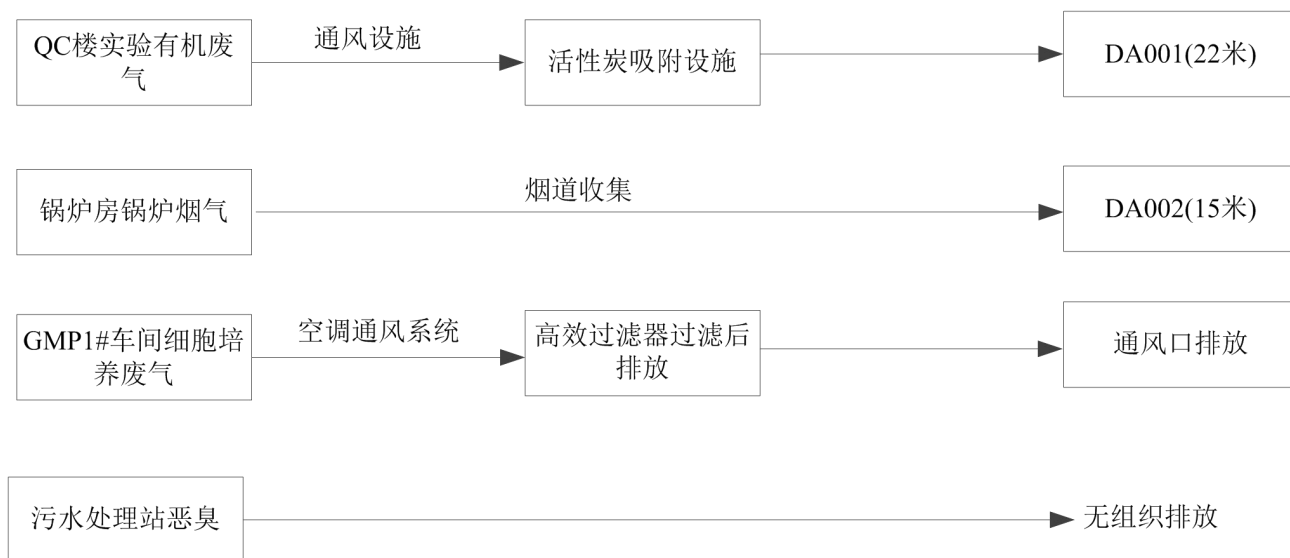 QC楼实验有机废
气
通风设施
活性炭吸附设施
DA001(22米)
锅炉房锅炉烟气
烟道收集
DA002(15米)
GMP1#车间细胞培
养废气
空调通风系统
高效过滤器过滤后
排放
通风口排放
污水处理站恶臭
无组织排放